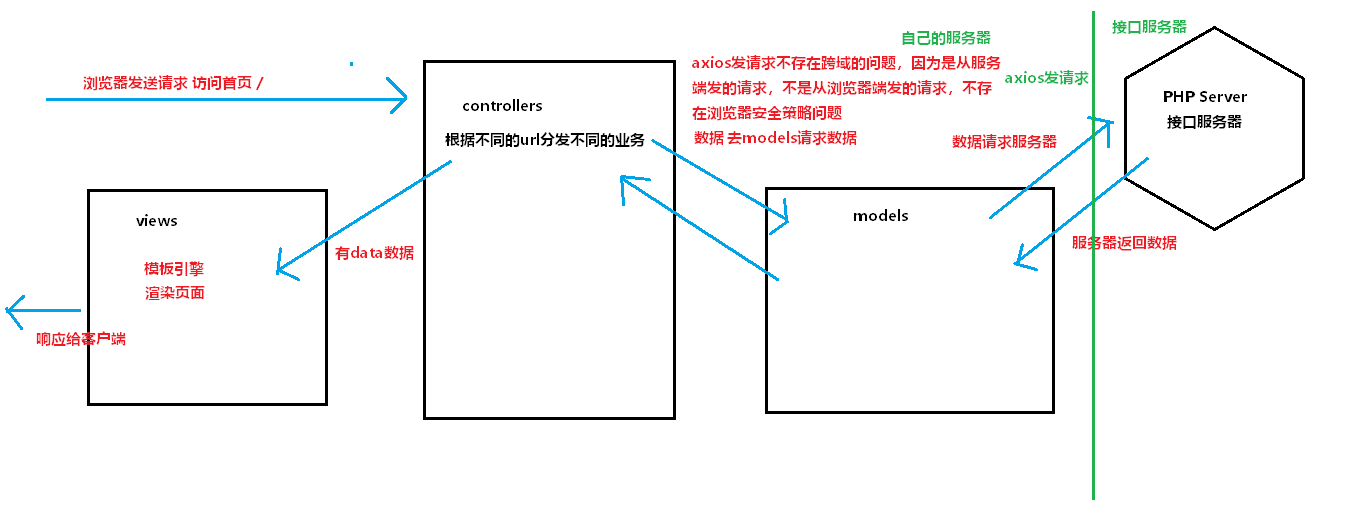 自己的服务器
接口服务器
浏览器发送请求 访问首页 /
axios发请求不存在跨域的问题，因为是从服务
端发的请求，不是从浏览器端发的请求，不存
在浏览器安全策略问题
数据 去models请求数据
axios发请求
controllers
根据不同的url分发不同的业务
数据请求服务器
PHP Server
接口服务器
views
模板引擎
渲染页面
有data数据
models
服务器返回数据
响应给客户端